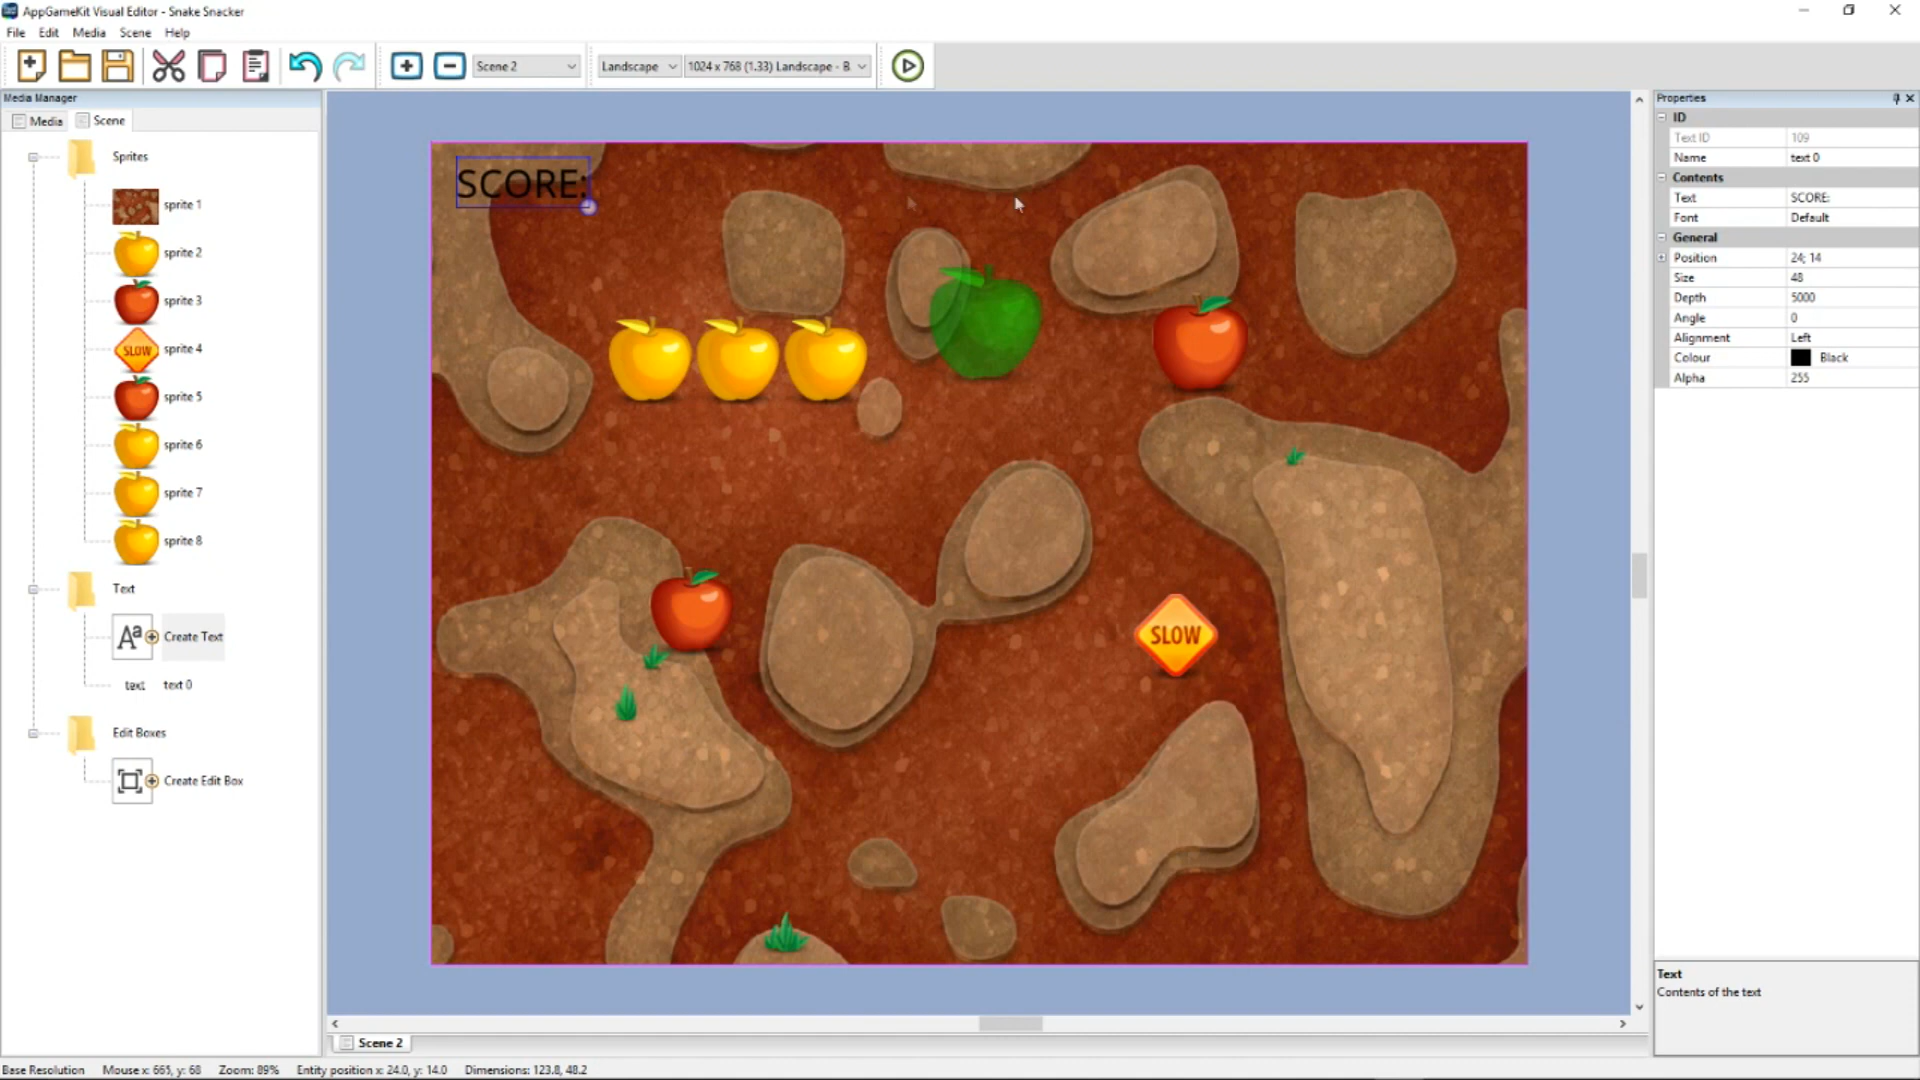 AppGameKit Visual Editor - Snake Snacker
File Edit Media Scene Help
Scene 2
Landscape
1024 x 768 (1.33) Landscape - B
Media Manager
Media
Scene
Sprites
sprite 1
sprite 2
sprite 3
SLOW sprite 4
sprite 5
sprite 6
sprite 7
sprite 8
Text
Aa Create Text
text text 0
Edit Boxes
Create Edit Box
SCORE:
SLOW
Scene 2
Properties
ID
Text ID 109
Name text 0
Contents
Text SCORE:
Font Default
General
Position 24; 14
Size 48
Depth 5000
Angle 0
Alignment Left
Colour Black
Alpha 255
Text
Contents of the text
Base Resolution Mouse x: 665, y: 68 Zoom: 89% Entity position x: 24.0, y: 14.0 Dimensions: 123.8, 48.2